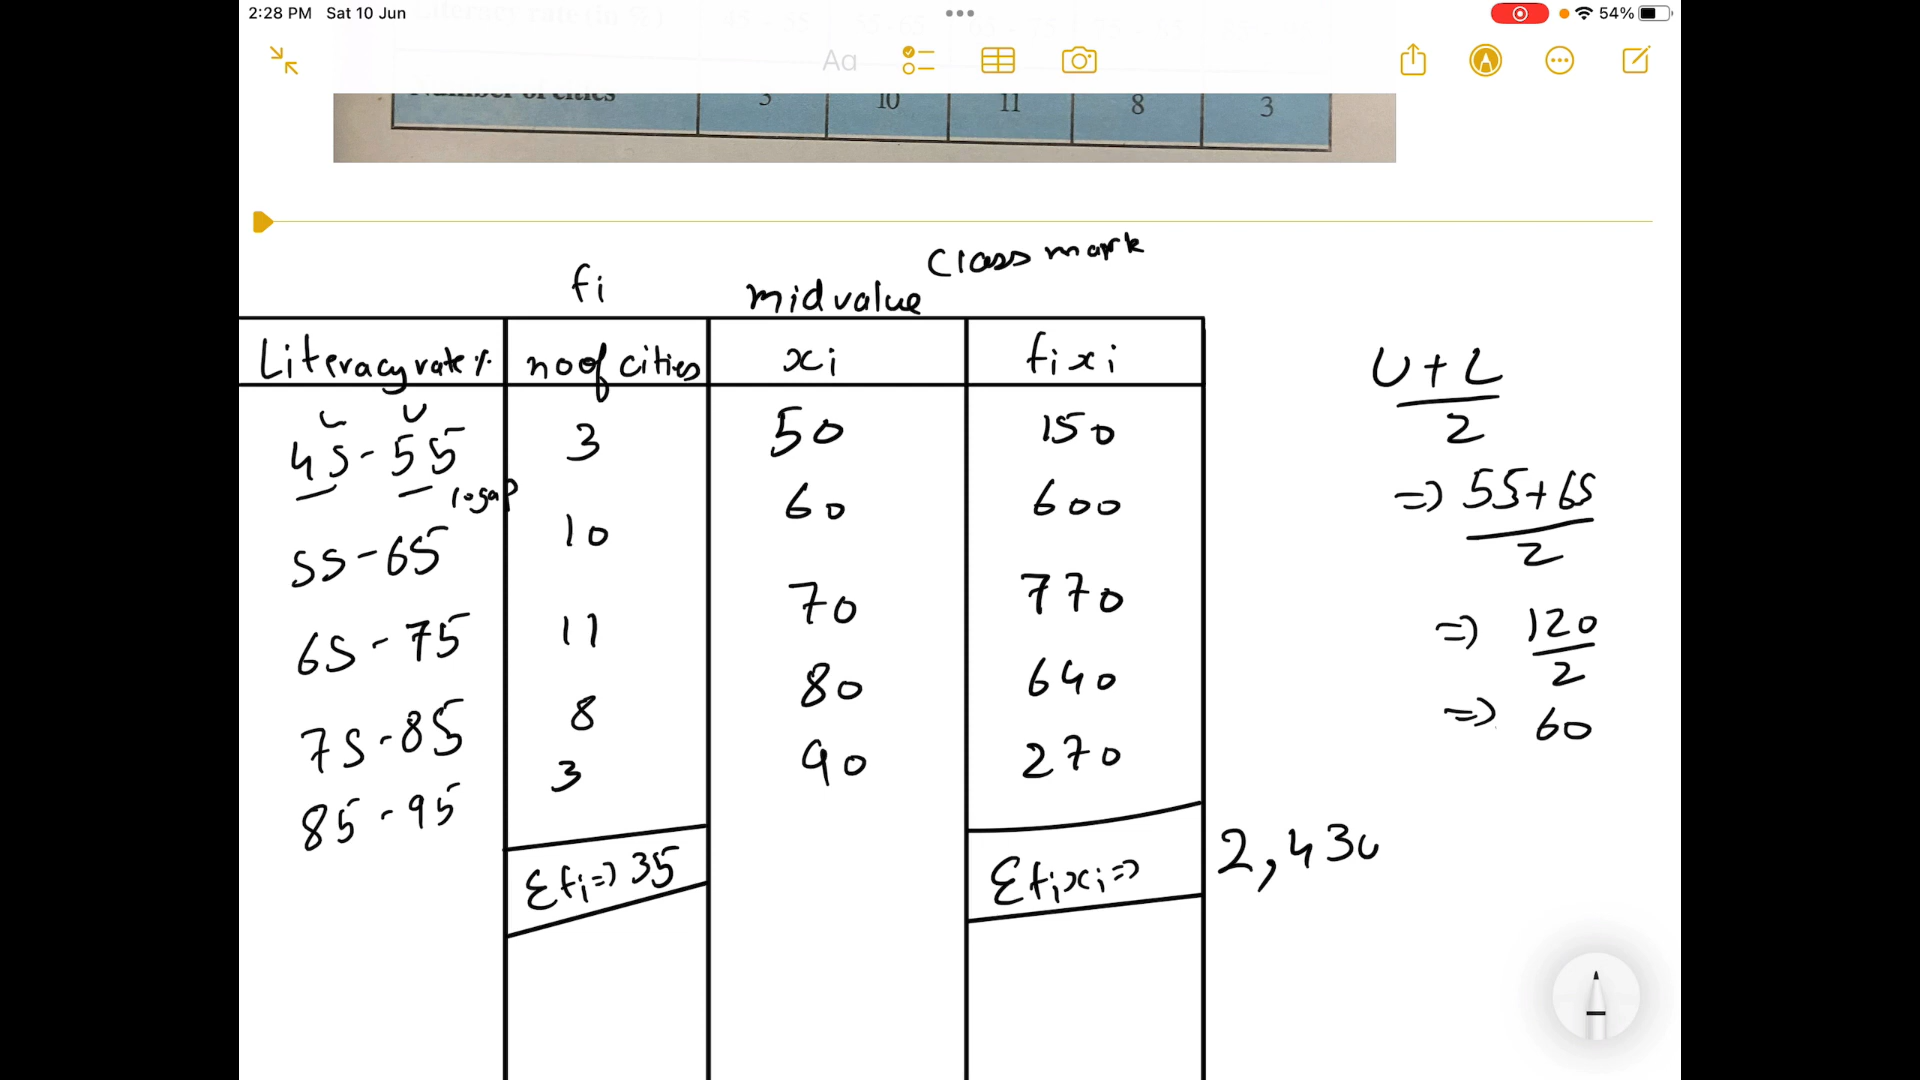 2:28 PM Sat 10 Jun 54%
Aa
Number of cities 3 10 11 8 3
Class mark
fi midvalue
Literacy rate % no of cities xi fixi
U + L
2
L U
45 - 55 3 50 150
10 gap
=) 55+65
2
55 - 65 10 60 600
65 - 75 11 70 770
=) 120
2
75 - 85 8 80 640
=) 60
85 - 95 3 90 270
Σfi =) 35 Σfixi =) 2,430